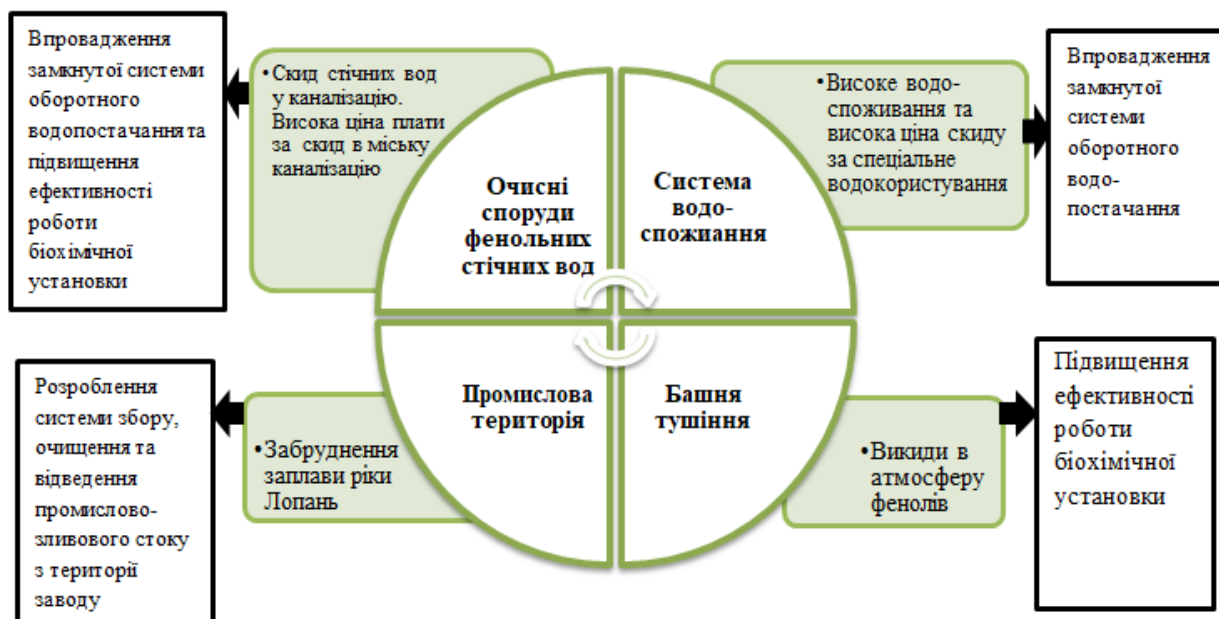 Впровадження
замкнутої системи
оборотного
водопостачання та
підвищення
ефективності
роботи
біохімічної
установки
•Скид стічних вод
у каналізацію.
Висока ціна плати
за скид в міську
каналізацію
Очисні
споруди
фенольних
стічних вод
Система
водо-
спожиання
•Високе водо-
споживання та
висока ціна скиду
за спеціальне
водокористування
Впровадження
замкнутої
системи
оборотного
водо-
постачання
Розроблення
системи збору,
очищення та
відведення
промислово-
зливового стоку
з території
заводу
•Забруднення
заплави ріки
Лопань
Промислова
територія
Башня
тушіння
•Викиди в
атмосферу
фенолів
Підвищення
ефективності
роботи
біохімічної
установки